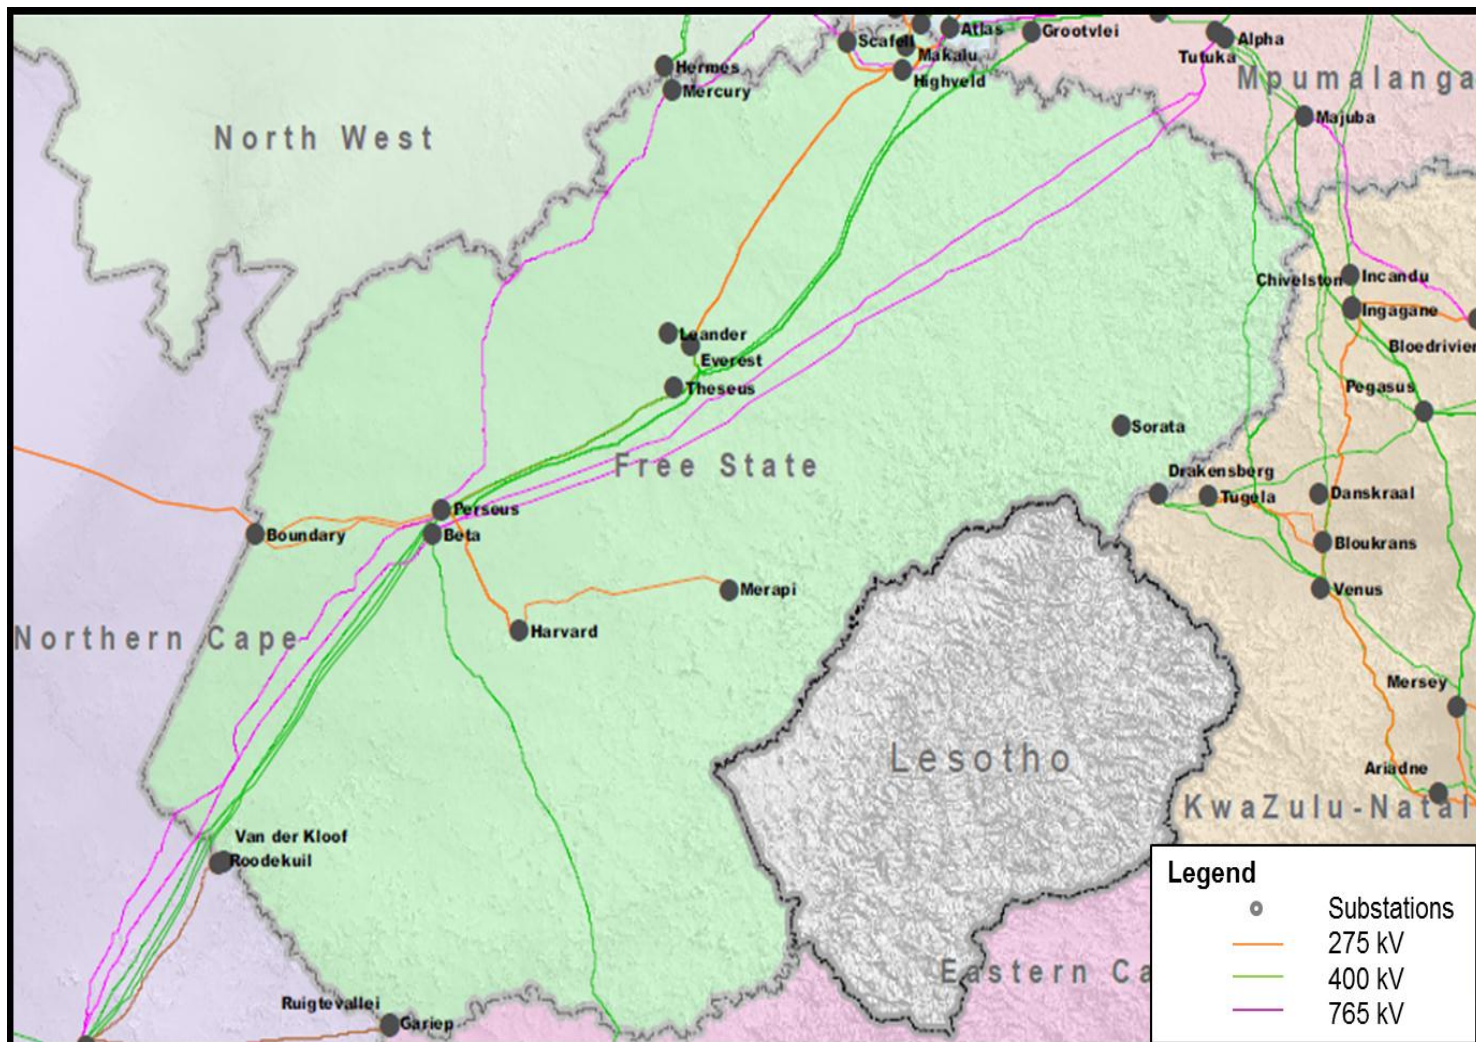 Scafell
Atlas
Grootvlei
Alpha
Makalu
Tutuka
Hermes
Highveld
Mpumalanga
Mercury
Majuba
North West
Chivelston
Incandu
Ingagane
Leander
Bloedrivier
Everest
Theseus
Pegasus
Sorata
Free State
Drakensberg
Tugela
Danskraal
Perseus
Boundary
Beta
Bloukrans
Merapi
Venus
Harvard
Northern Cape
Mersey
Lesotho
Ariadne
KwaZulu-Natal
Van der Kloof
Roodekuil
Legend
Substations
275 kV
Eastern Ca
400 kV
Ruigtevallei
765 kV
Gariep